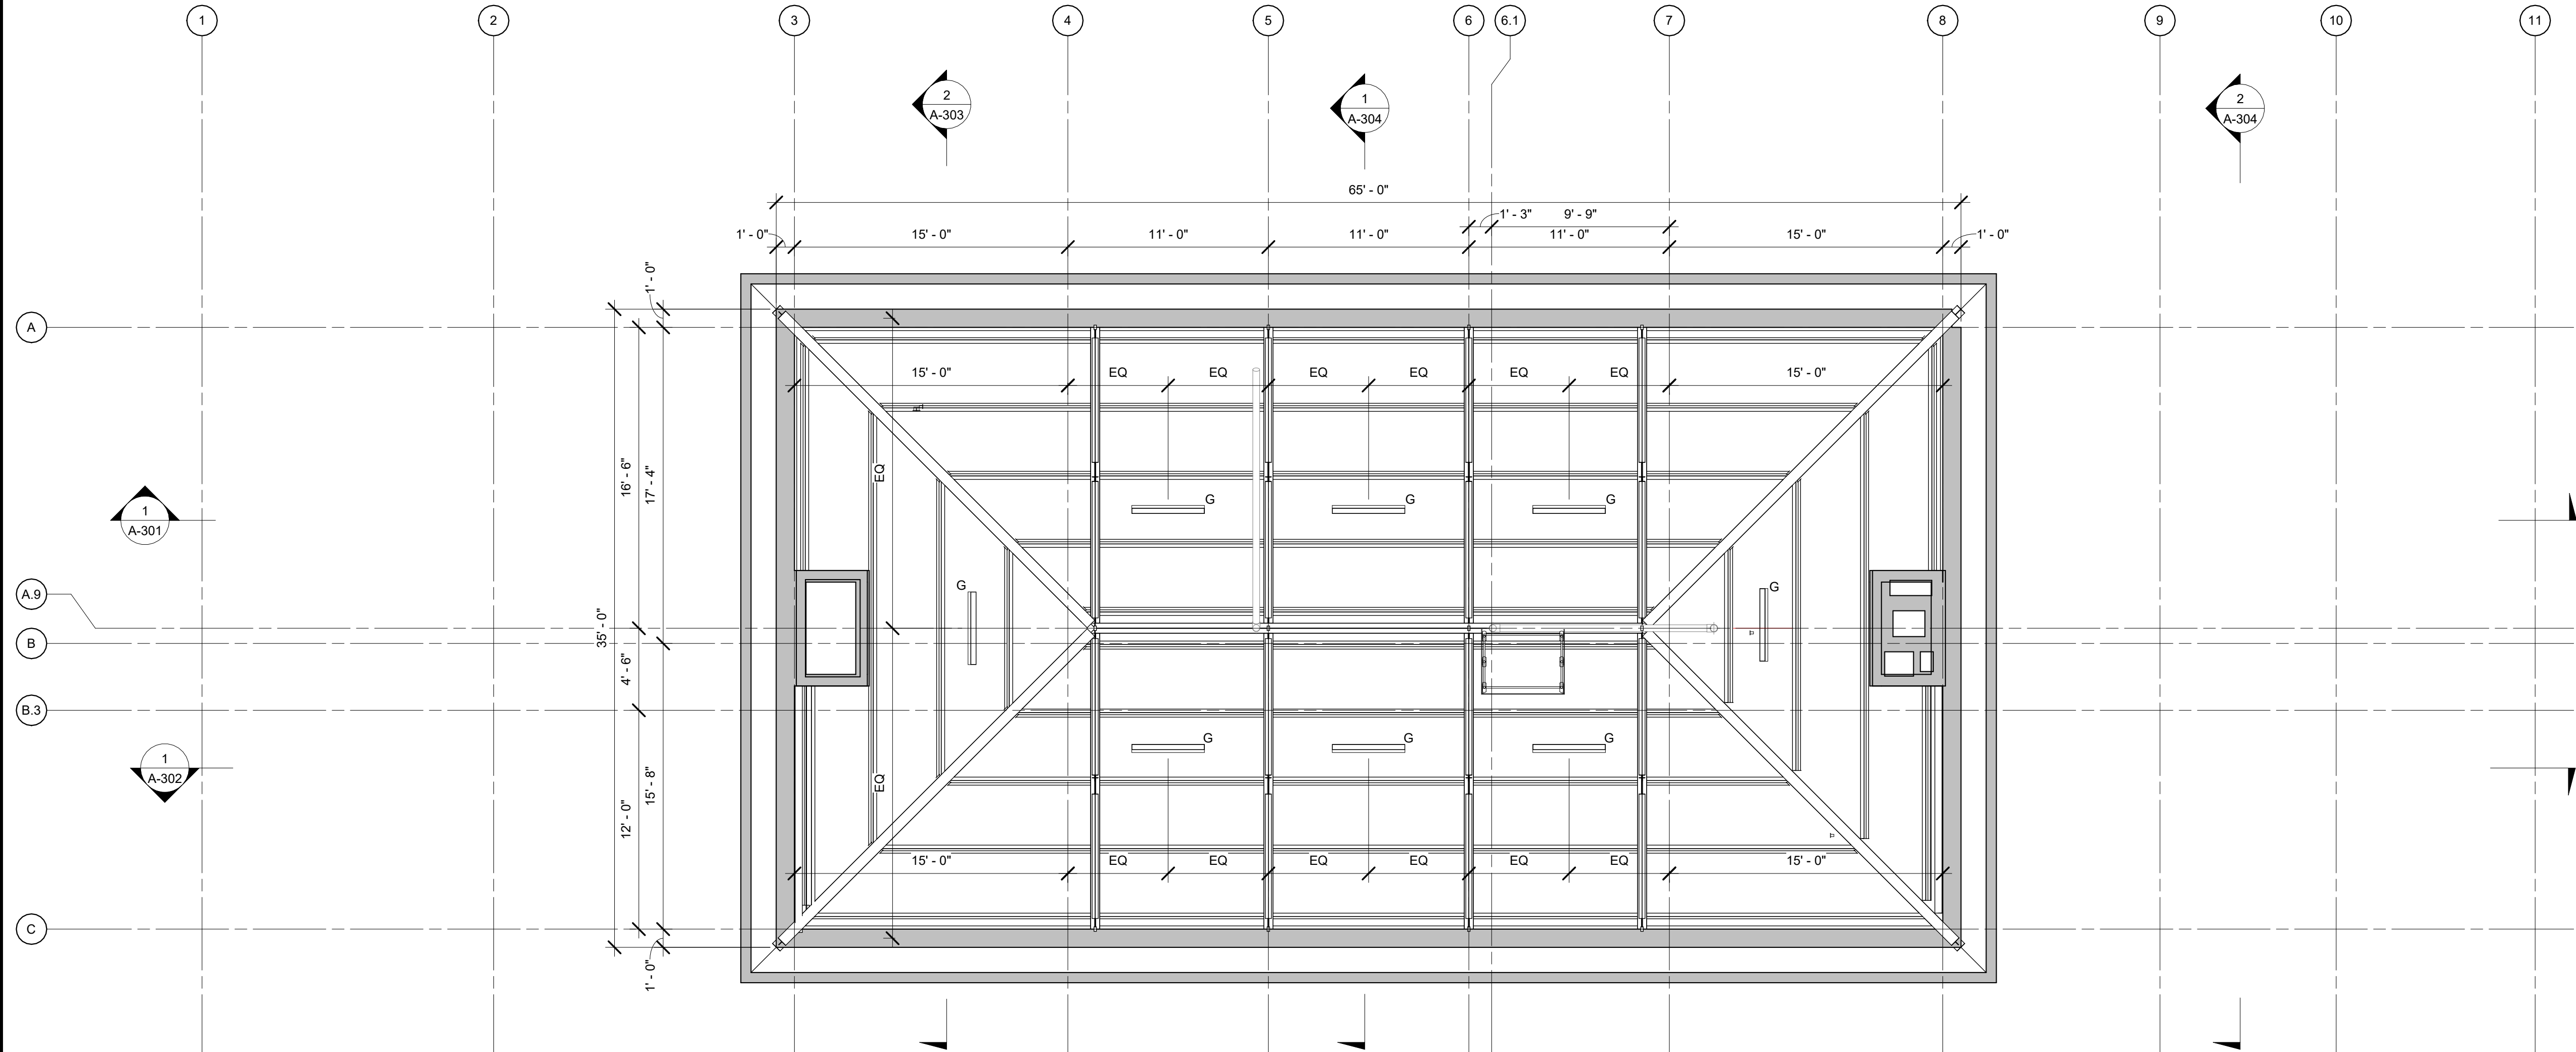 1
2
3
4
5
6
6.1
7
8
9
10
11
2
A-303
1
A-304
2
A-304
65' - 0"
1' - 3"
9' - 9"
1' - 0"
15' - 0"
11' - 0"
11' - 0"
11' - 0"
15' - 0"
1' - 0"
1' - 0"
A
15' - 0"
EQ
EQ
EQ
EQ
EQ
EQ
15' - 0"
16' - 6"
17' - 4"
EQ
G
G
G
1
A-301
A.9
G
G
35' - 0"
B
4' - 6"
B.3
G
G
G
1
A-302
12' - 0"
15' - 8"
EQ
15' - 0"
EQ
EQ
EQ
EQ
EQ
EQ
15' - 0"
C
1' - 0"